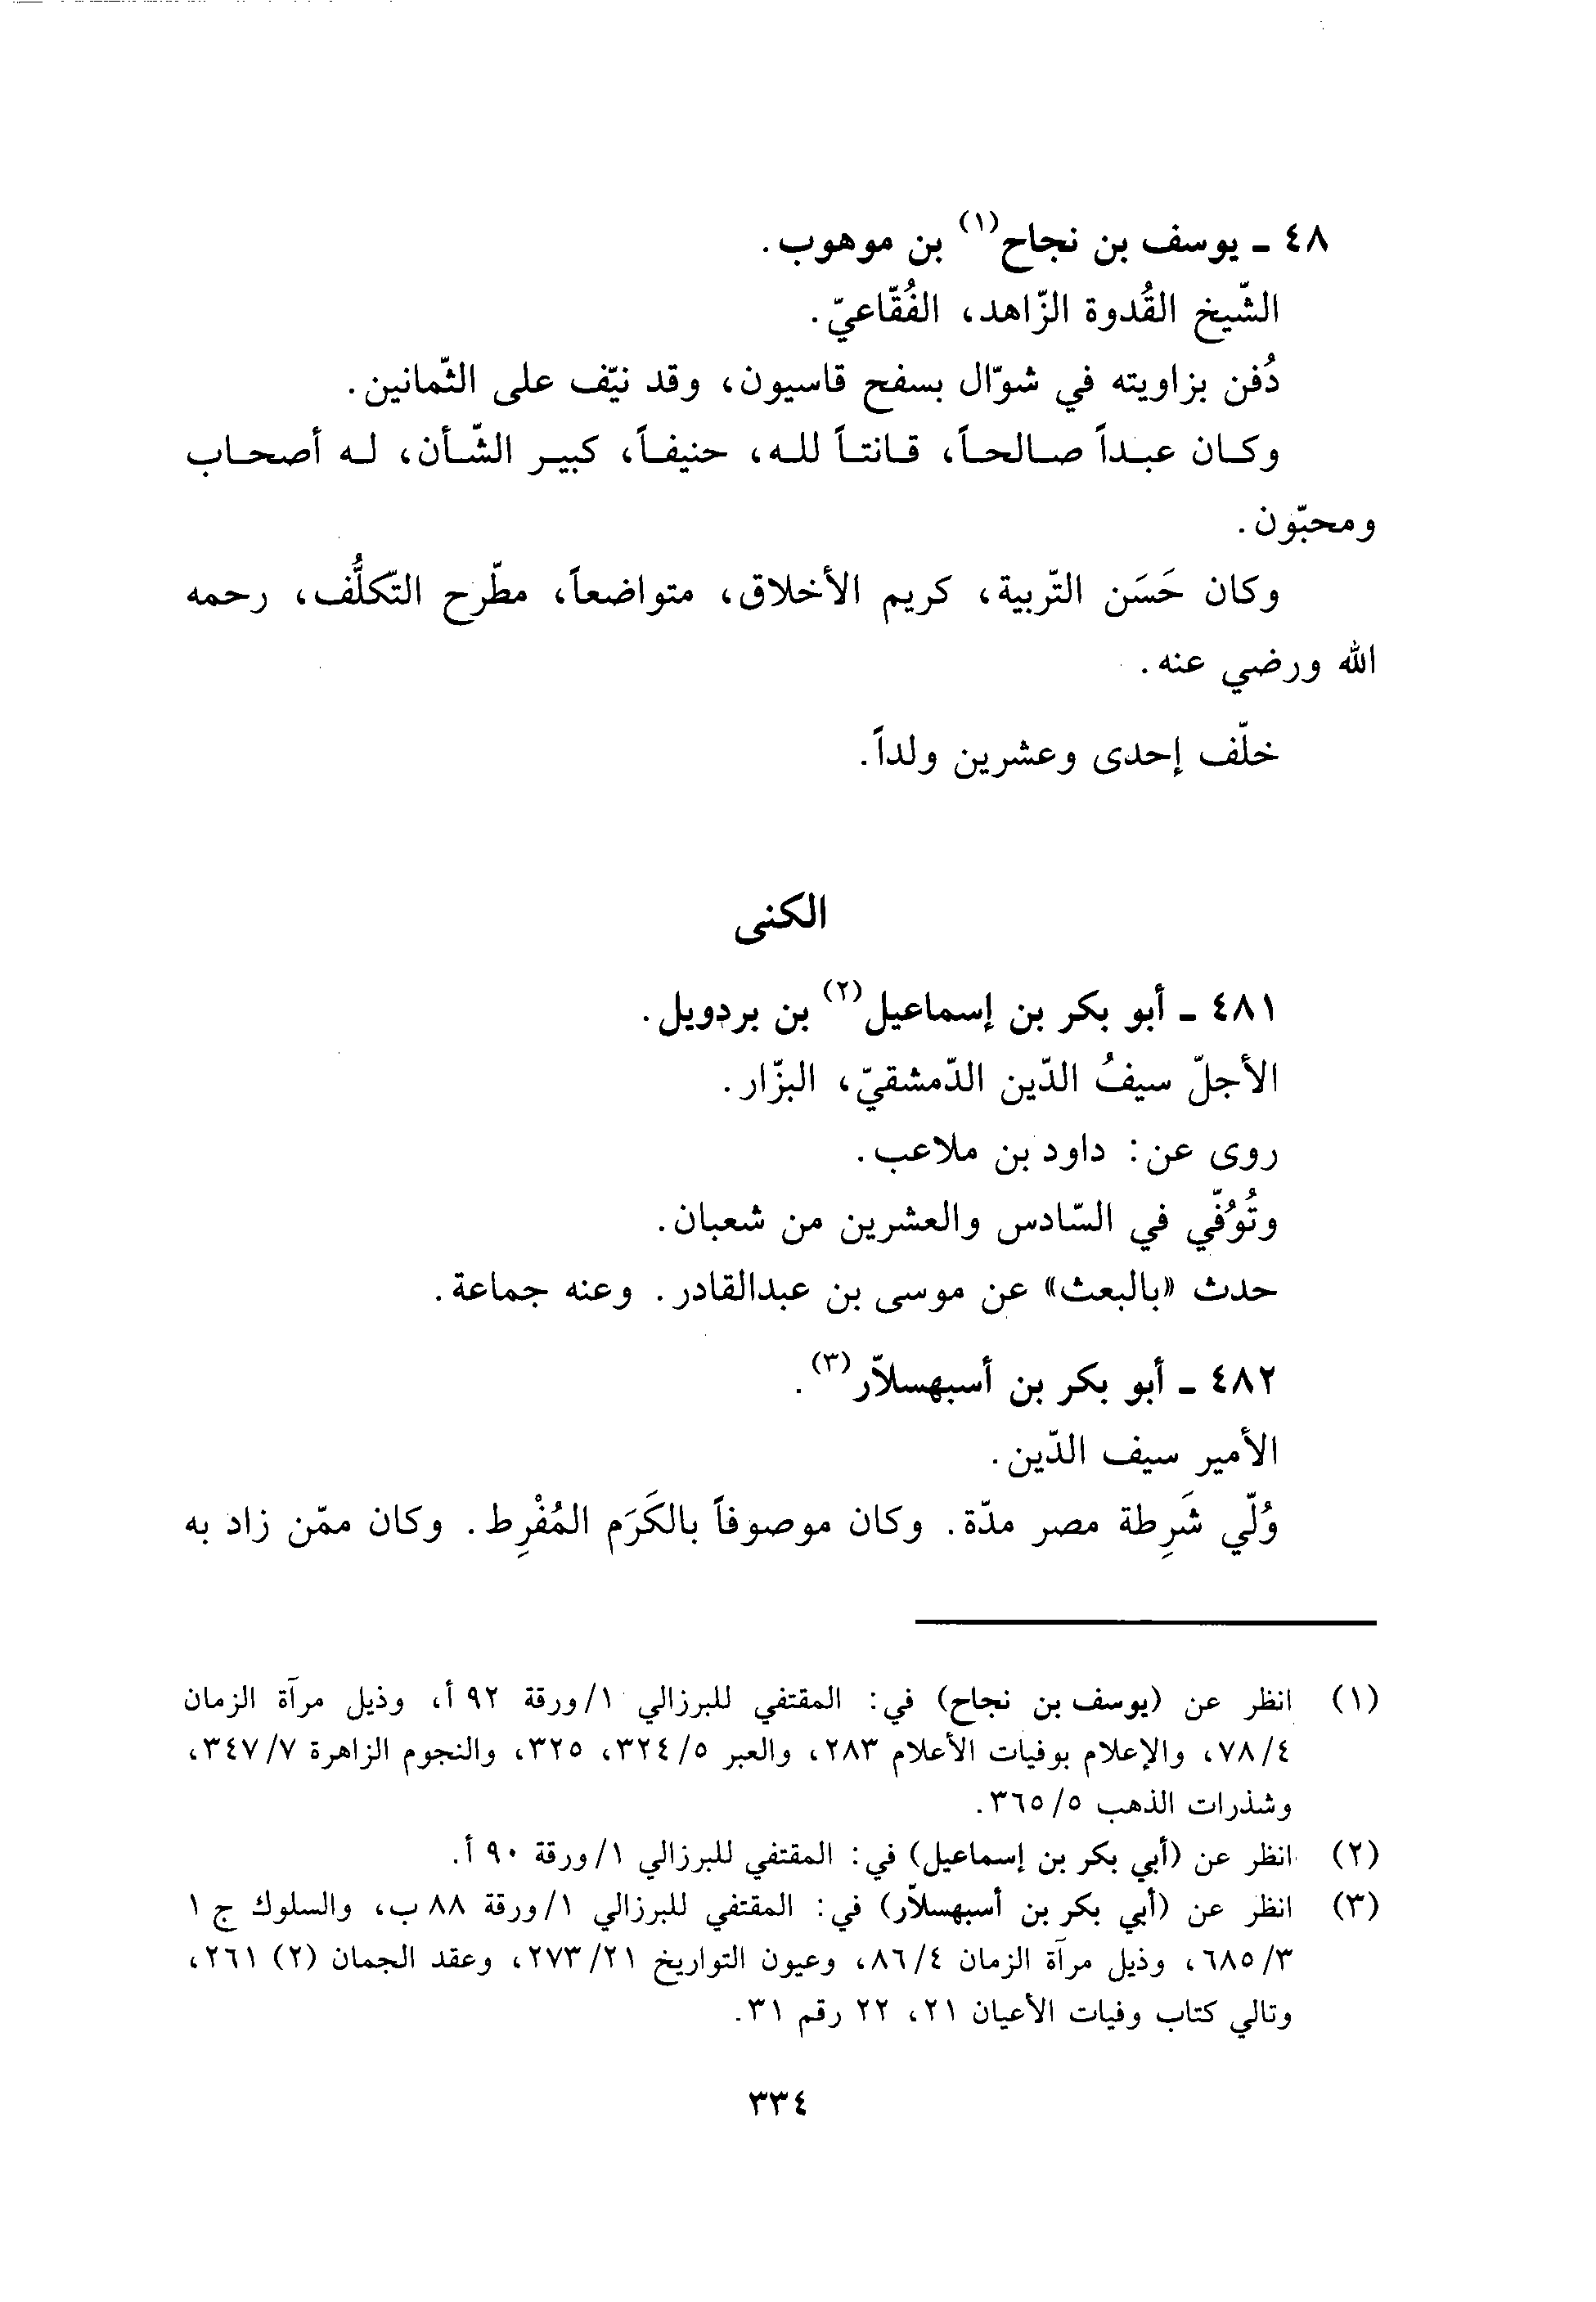 ٤٨ ـ يوسف بن نجاح(١) بن موهوب.
الشّيخ القُدوة الزّاهد، الفُقّاعيّ.
دُفن بزاويته في شوّال بسفح قاسيون، وقد نيّف على الثّمانين.
وكان عبداً صالحاً، قانتاً لله، حنيفاً، كبير الشّأن، له أصحاب
ومحبّون.
وكان حَسَن التّربية، كريم الأخلاق، متواضعاً، مطّرح التّكلُّف، رحمه
الله ورضي عنه.
خلّف إحدى وعشرين ولداً.
الكنى
٤٨١ ـ أبو بكر بن إسماعيل(٢) بن بردويل.
الأجلّ سيفُ الدّين الدّمشقيّ، البزّار.
روى عن: داود بن ملاعب.
وتُوُفّي في السّادس والعشرين من شعبان.
حدث «بالبعث» عن موسى بن عبدالقادر. وعنه جماعة.
٤٨٢ ـ أبو بكر بن أسبهسلاّر(٣).
الأمير سيف الدّين.
وُلّي شَرِطة مصر مدّة. وكان موصوفاً بالكَرَم المُفْرِط. وكان ممّن زاد به
(١) انظر عن (يوسف بن نجاح) في: المقتفي للبرزالي ١/ورقة ٩٢ أ، وذيل مرآة الزمان
٧٨/٤، والإعلام بوفيات الأعلام ٢٨٣، والعبر ٣٢٤/٥، ٣٢٥، والنجوم الزاهرة ٣٤٧/٧،
وشذرات الذهب ٣٦٥/٥.
(٢) انظر عن (أبي بكر بن إسماعيل) في: المقتفي للبرزالي ١/ورقة ٩٠ أ.
(٣) انظر عن (أبي بكر بن أسبهسلاّر) في: المقتفي للبرزالي ١/ورقة ٨٨ ب، والسلوك ج ١
٦٨٥/٣، وذيل مرآة الزمان ٨٦/٤، وعيون التواريخ ٢٧٣/٢١، وعقد الجمان (٢) ٢٦١،
وتالي كتاب وفيات الأعيان ٢١، ٢٢ رقم ٣١.
٣٣٤